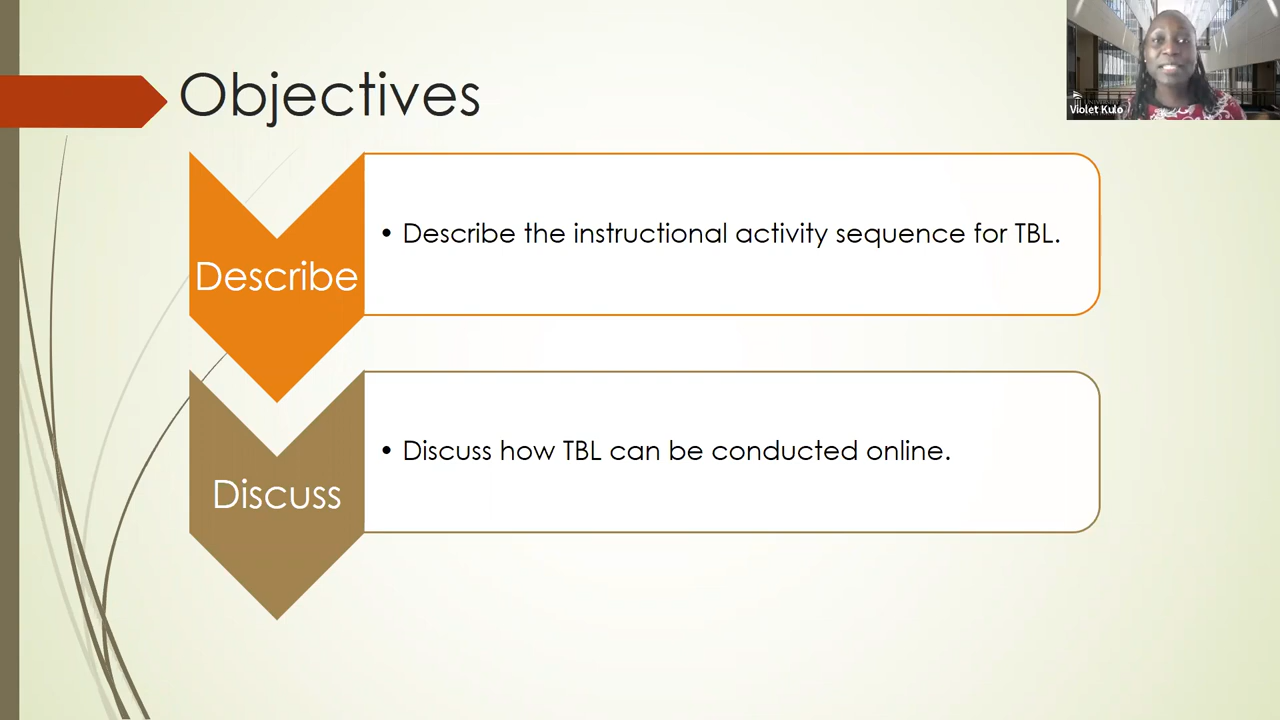 Objectives
Violet Kulo
Describe
• Describe the instructional activity sequence for TBL.
Discuss
• Discuss how TBL can be conducted online.